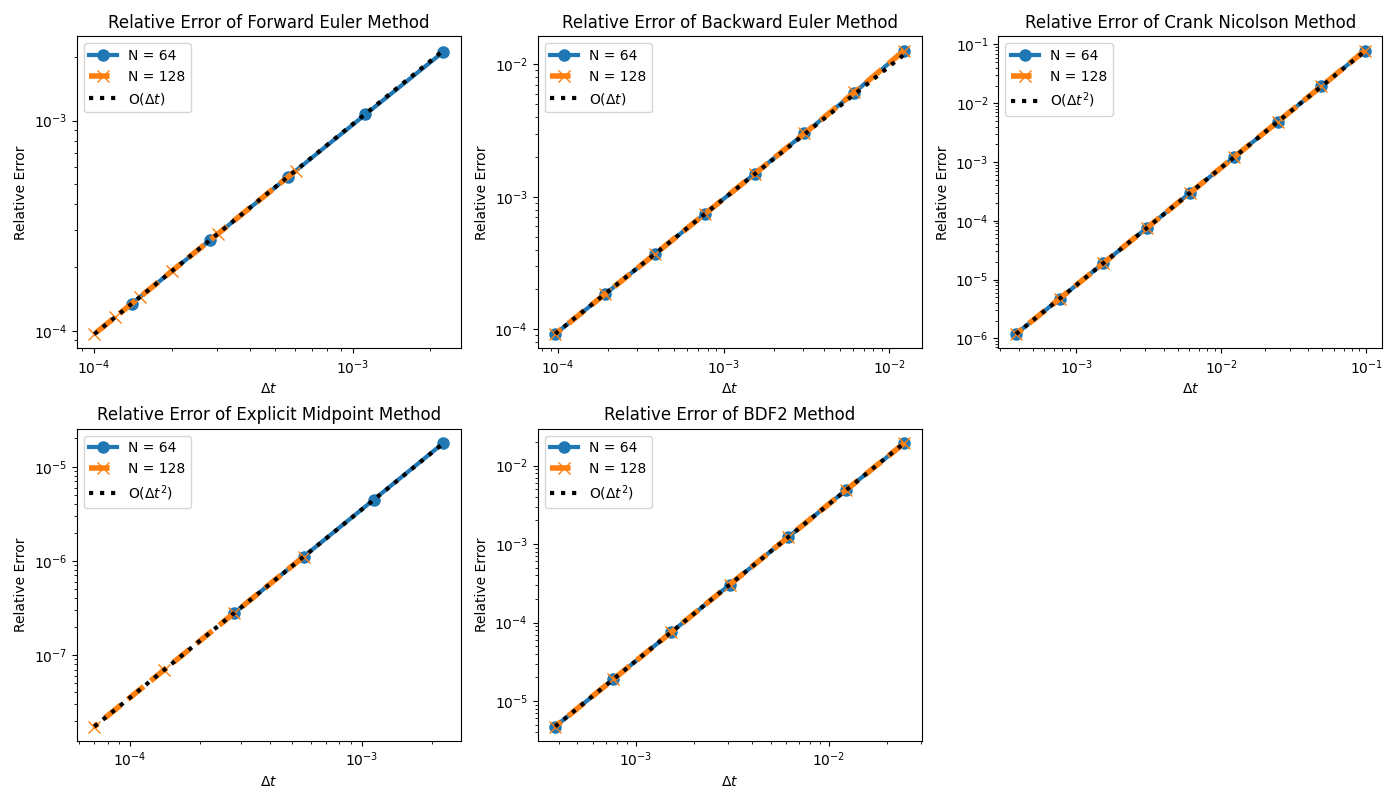 Relative Error of Forward Euler Method
N = 64
N = 128
O(Δt)
10⁻³
10⁻⁴
Relative Error
10⁻⁴
10⁻³
Δt
Relative Error of Backward Euler Method
N = 64
N = 128
O(Δt)
10⁻²
10⁻³
10⁻⁴
Relative Error
10⁻⁴
10⁻³
10⁻²
Δt
Relative Error of Crank Nicolson Method
N = 64
N = 128
O(Δt²)
10⁻¹
10⁻²
10⁻³
10⁻⁴
10⁻⁵
10⁻⁶
Relative Error
10⁻³
10⁻²
10⁻¹
Δt
Relative Error of Explicit Midpoint Method
N = 64
N = 128
O(Δt²)
10⁻⁵
10⁻⁶
10⁻⁷
Relative Error
10⁻⁴
10⁻³
Δt
Relative Error of BDF2 Method
N = 64
N = 128
O(Δt²)
10⁻²
10⁻³
10⁻⁴
10⁻⁵
Relative Error
10⁻³
10⁻²
Δt